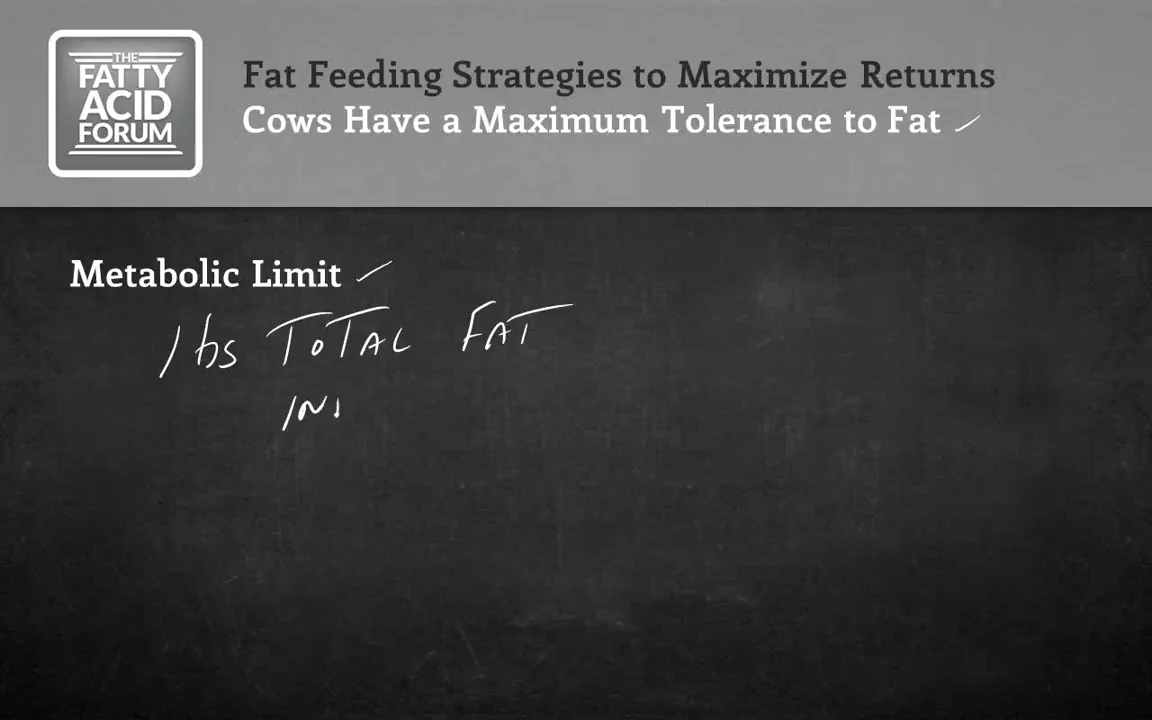 THE
FATTY
ACID
FORUM
Fat Feeding Strategies to Maximize Returns
Cows Have a Maximum Tolerance to Fat
Metabolic Limit
lbs TOTAL FAT